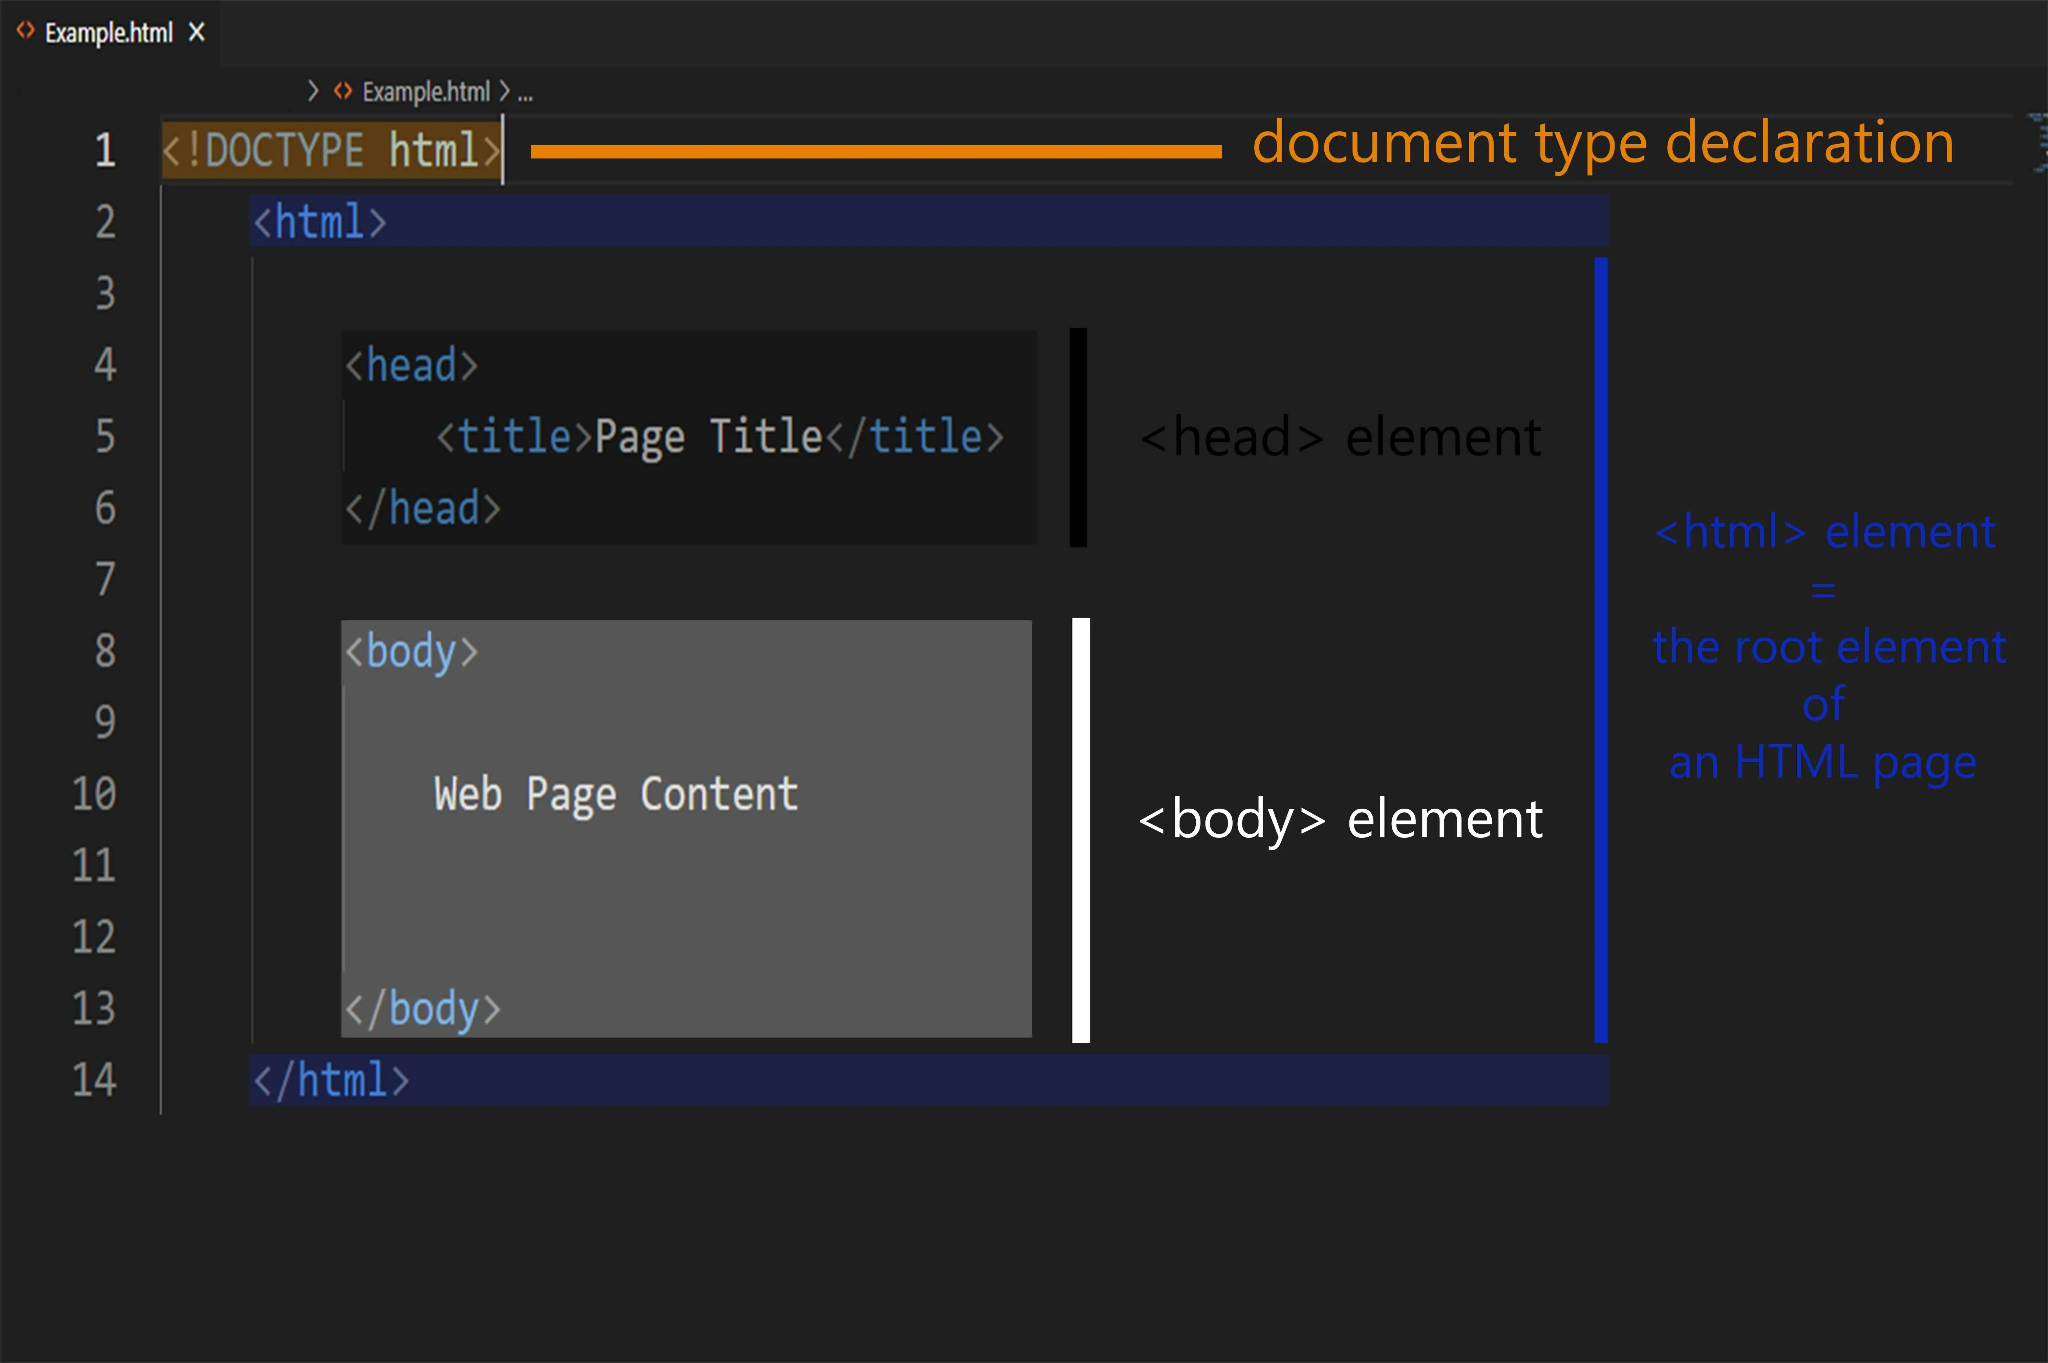 Example.html X
> <> Example.html > ...
1 <!DOCTYPE html> document type declaration
2 <html>
3
4 <head>
5 <title>Page Title</title>
<head> element
6 </head>
<html> element
=
7
8 <body>
the root element
of
9
an HTML page
10 Web Page Content
<body> element
11
12
13 </body>
14 </html>